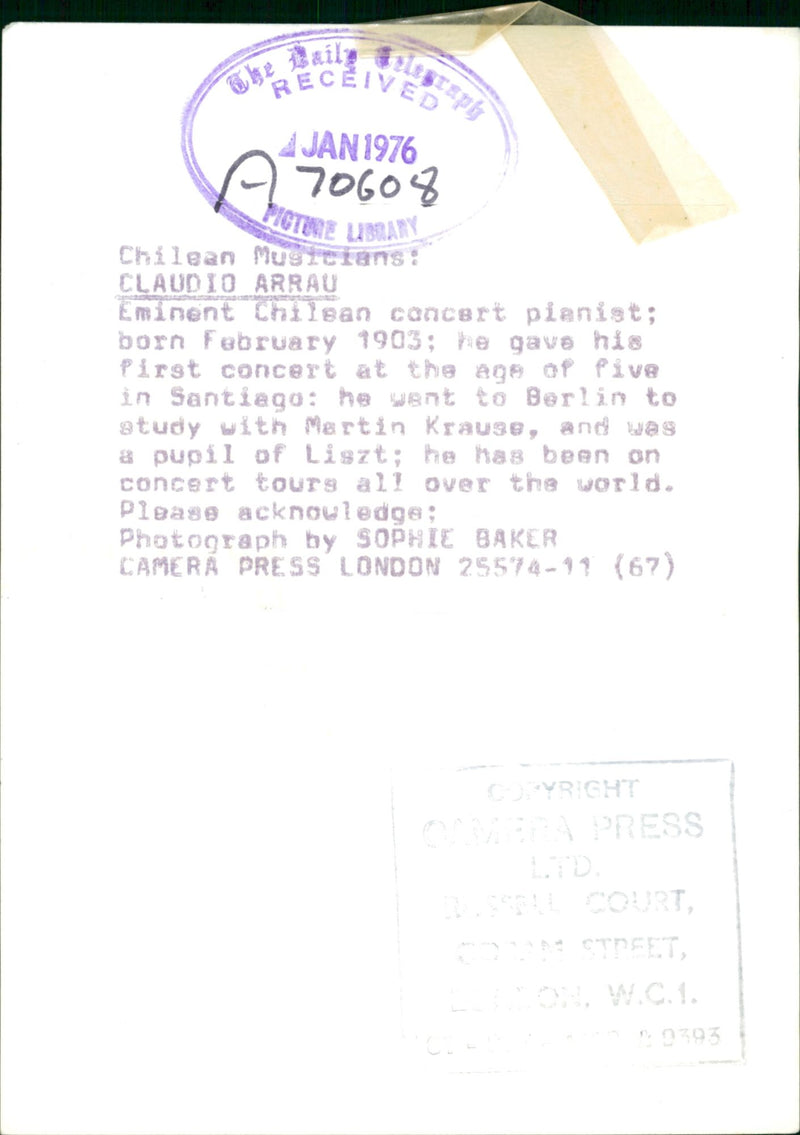 The Daily Telegraph
RECEIVED
JAN 1976
A 70608
PICTURE LIBRARY
Chilean Musicians:
CLAUDIO ARRAU
Eminent Chilean concert pianist;
born February 1903; he gave his
first concert at the age of five
in Santiago: he went to Berlin to
study with Martin Krause, and was
a pupil of Liszt; he has been on
concert tours all over the world.
Please acknowledge;
Photograph by SOPHIE BAKER
CAMERA PRESS LONDON 25574-11 (67)
COPYRIGHT
CAMERA PRESS
LTD.
COURT,
STREET,
LONDON, W.C.1.
9393